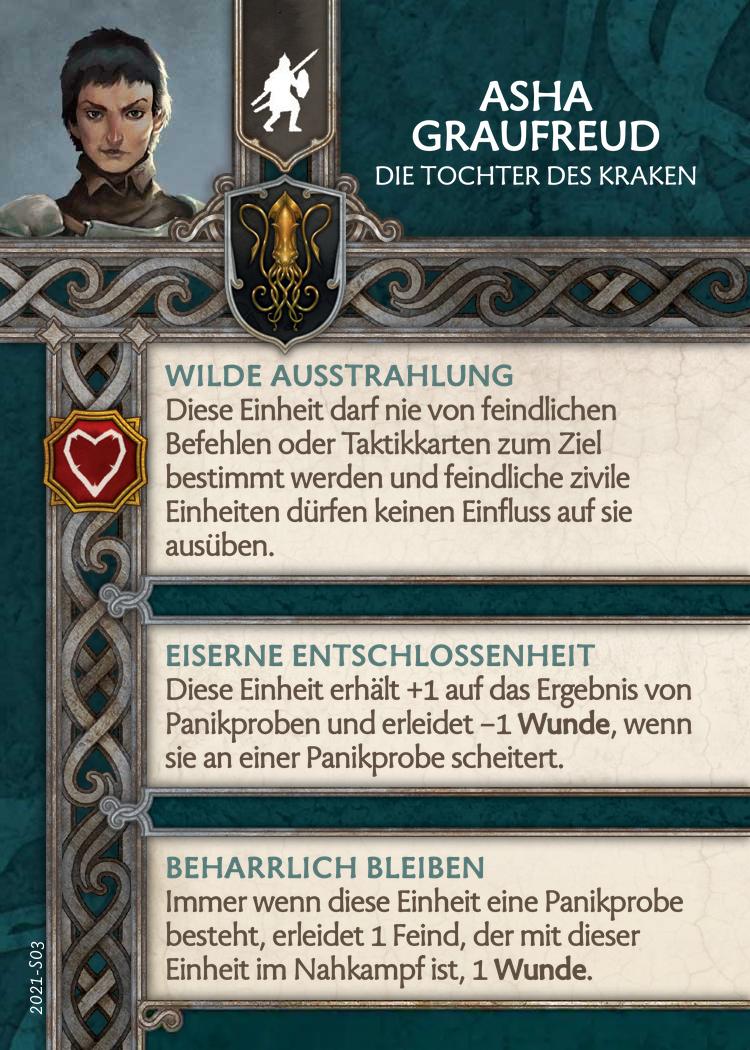 ASHA
GRAUFREUD
DIE TOCHTER DES KRAKEN
WILDE AUSSTRAHLUNG
Diese Einheit darf nie von feindlichen
Befehlen oder Taktikkarten zum Ziel
bestimmt werden und feindliche zivile
Einheiten dürfen keinen Einfluss auf sie
ausüben.
EISERNE ENTSCHLOSSENHEIT
Diese Einheit erhält +1 auf das Ergebnis von
Panikproben und erleidet –1 Wunde, wenn
sie an einer Panikprobe scheitert.
BEHARRLICH BLEIBEN
Immer wenn diese Einheit eine Panikprobe
besteht, erleidet 1 Feind, der mit dieser
Einheit im Nahkampf ist, 1 Wunde.
2021-S03